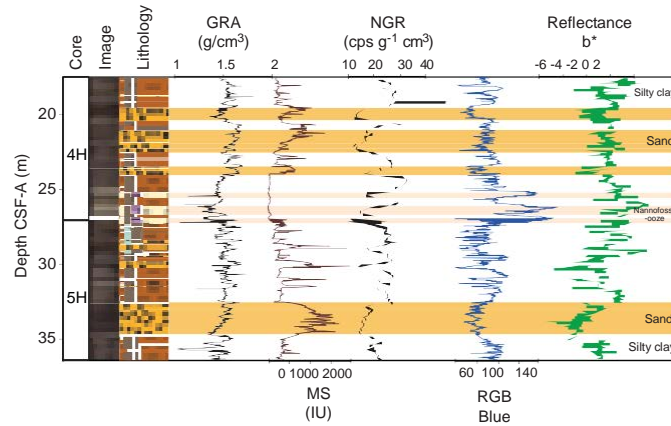 Core
Image
Lithology
GRA
(g/cm³)
NGR
(cps g⁻¹ cm³)
Reflectance
b*
1 1.5 2
10 20 30 40
-6 -2 0 2
Depth CSF-A (m)
20
25
30
35
4H
5H
Silty clay
Sand
Nannofoss
-ooze
Sand
Silty clay
0 1000 2000
MS
(IU)
60 100 140
RGB
Blue